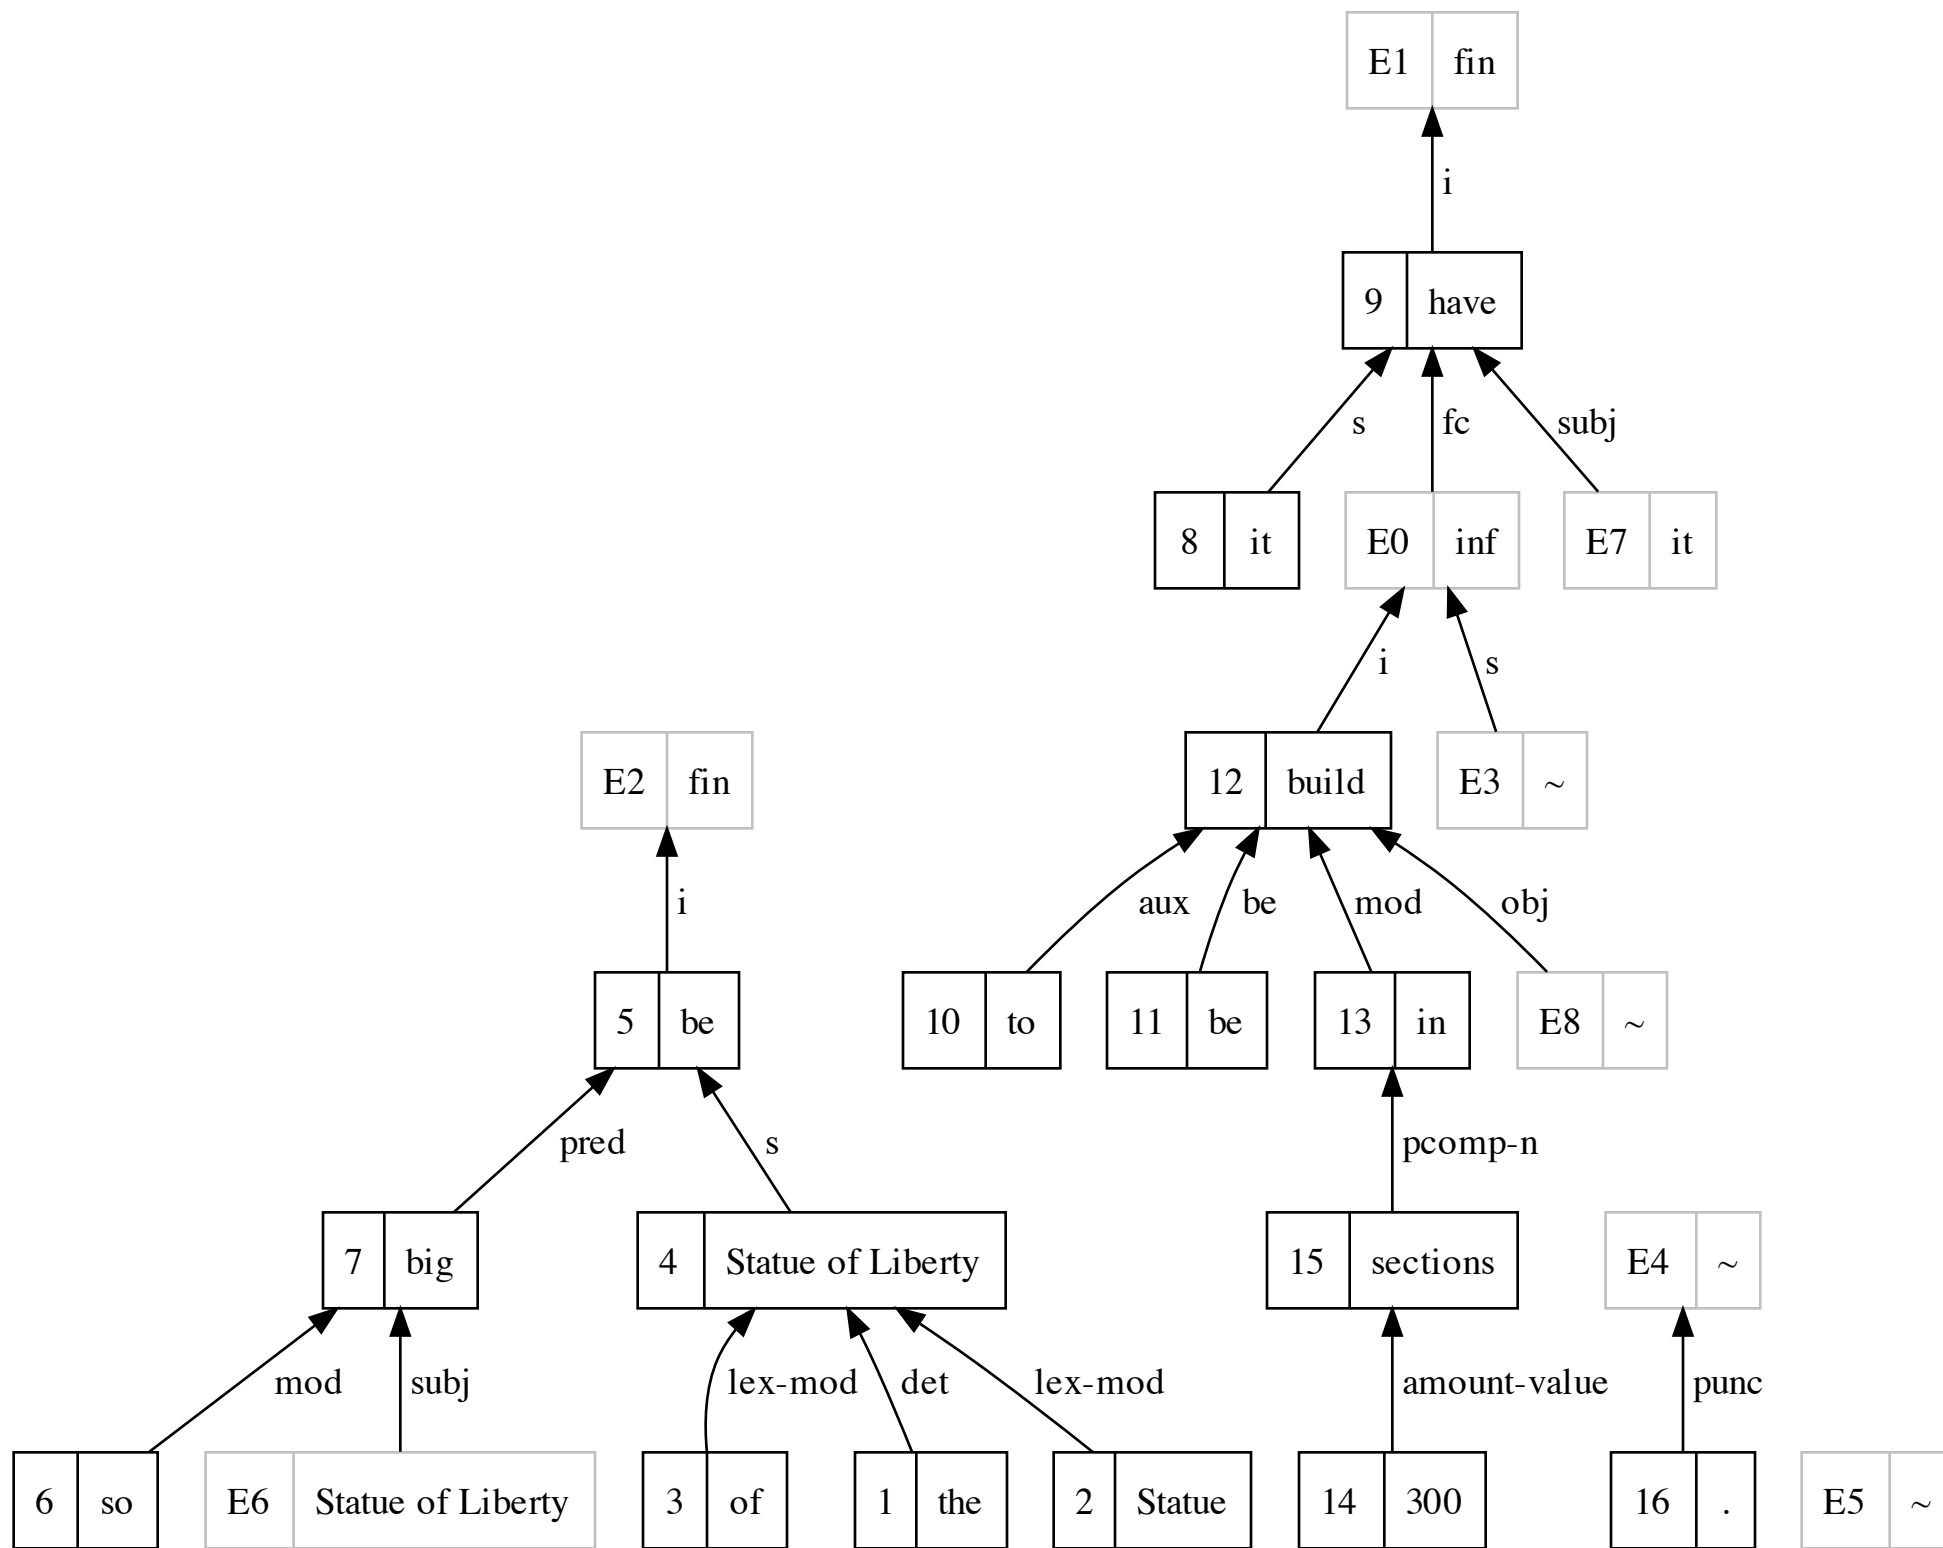 E1 fin
i
9 have
s fc subj
8 it E0 inf E7 it
i s
E2 fin 12 build E3 ~
i aux be mod obj
5 be 10 to 11 be 13 in E8 ~
pred s pcomp-n
7 big 4 Statue of Liberty 15 sections E4 ~
mod subj lex-mod det lex-mod amount-value punc
6 so E6 Statue of Liberty 3 of 1 the 2 Statue 14 300 16 . E5 ~